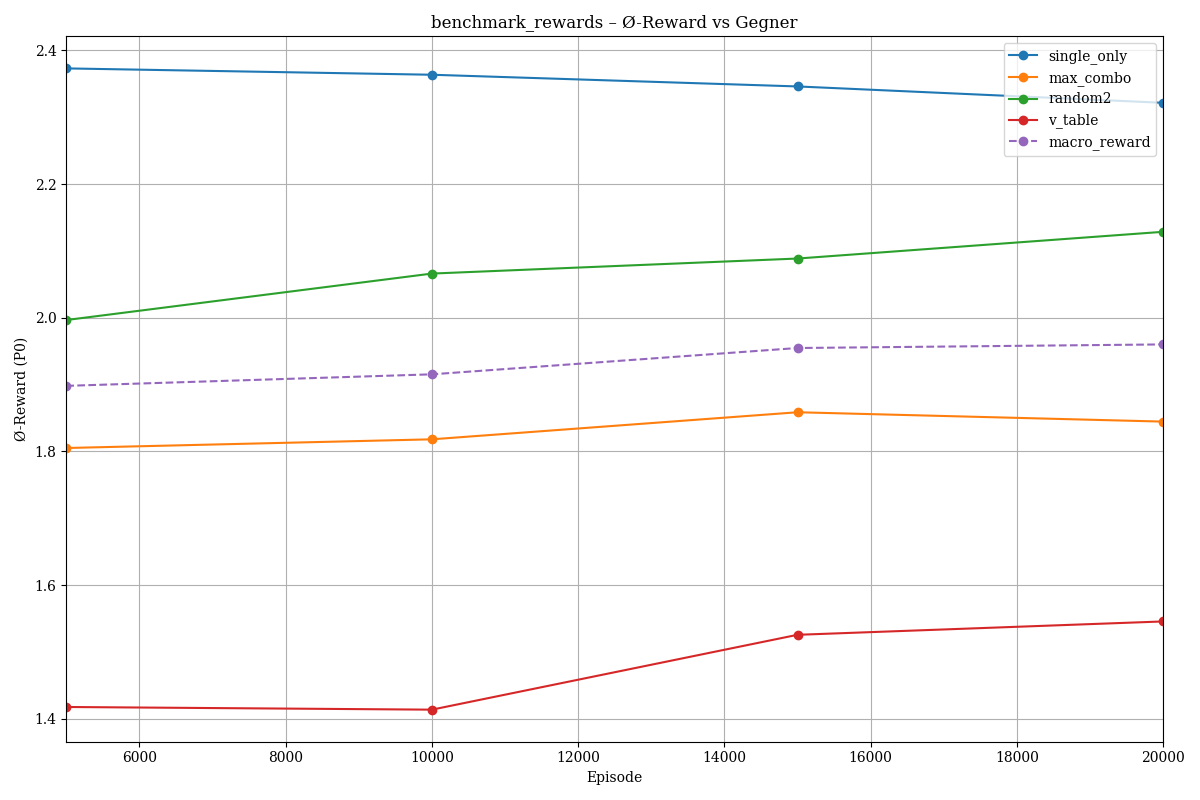 benchmark_rewards – Ø-Reward vs Gegner
single_only
max_combo
random2
v_table
macro_reward
Ø-Reward (P0)
2.4
2.2
2.0
1.8
1.6
1.4
6000 8000 10000 12000 14000 16000 18000 20000
Episode